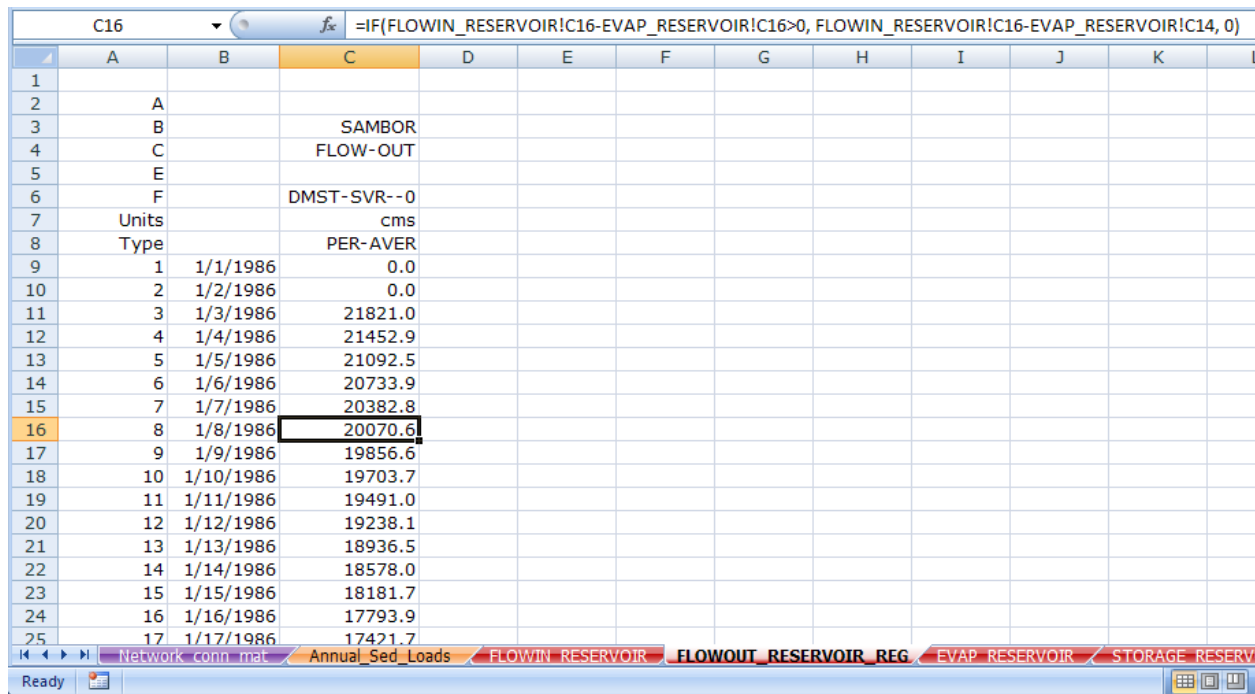 C16 fx =IF(FLOWIN_RESERVOIR!C16-EVAP_RESERVOIR!C16>0, FLOWIN_RESERVOIR!C16-EVAP_RESERVOIR!C14, 0)
A B C D E F G H I J K
1
2 A
3 B SAMBOR
4 C FLOW-OUT
5 E
6 F DMST-SVR--0
7 Units cms
8 Type PER-AVER
9 1 1/1/1986 0.0
10 2 1/2/1986 0.0
11 3 1/3/1986 21821.0
12 4 1/4/1986 21452.9
13 5 1/5/1986 21092.5
14 6 1/6/1986 20733.9
15 7 1/7/1986 20382.8
16 8 1/8/1986 20070.6
17 9 1/9/1986 19856.6
18 10 1/10/1986 19703.7
19 11 1/11/1986 19491.0
20 12 1/12/1986 19238.1
21 13 1/13/1986 18936.5
22 14 1/14/1986 18578.0
23 15 1/15/1986 18181.7
24 16 1/16/1986 17793.9
25 17 1/17/1986 17421.7
Network_conn_mat Annual_Sed_Loads FLOWIN_RESERVOIR FLOWOUT_RESERVOIR_REG EVAP_RESERVOIR STORAGE_RESERV
Ready